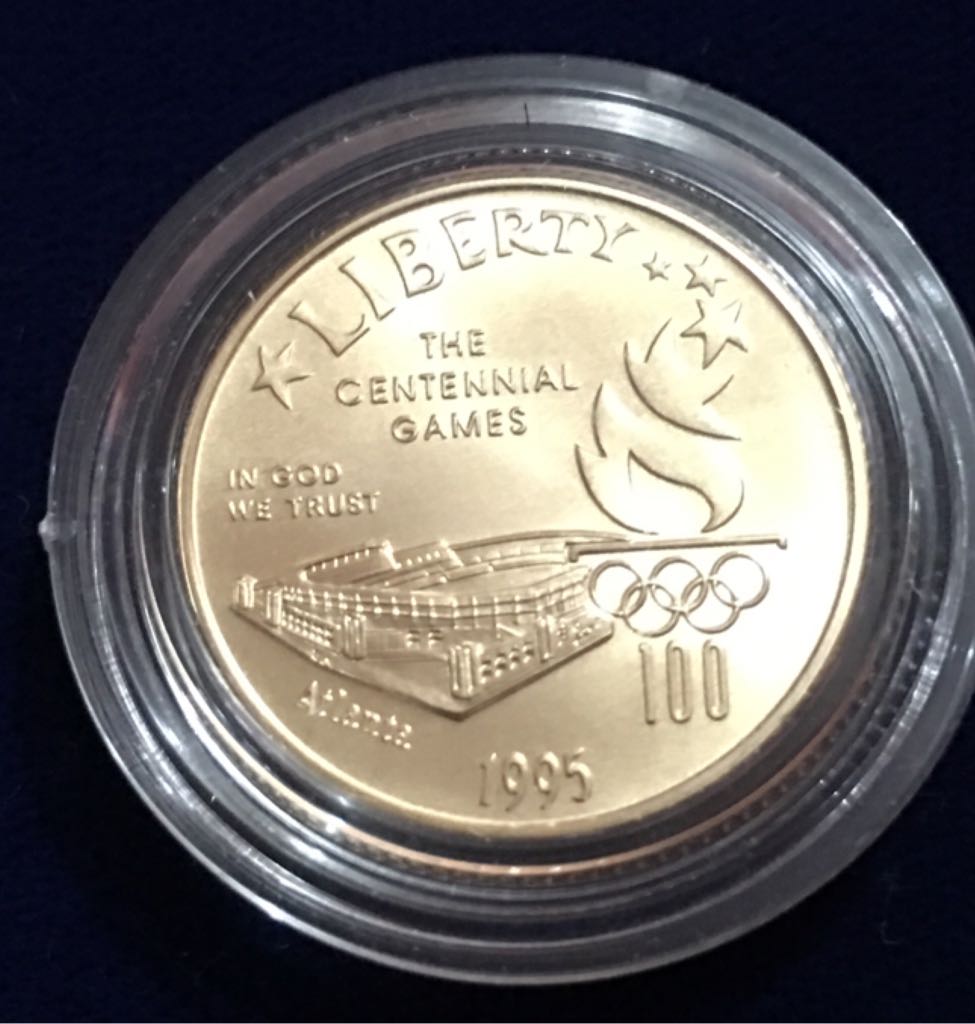 LIBERTY
THE
CENTENNIAL
GAMES
IN GOD
WE TRUST
100
Atlanta
1995